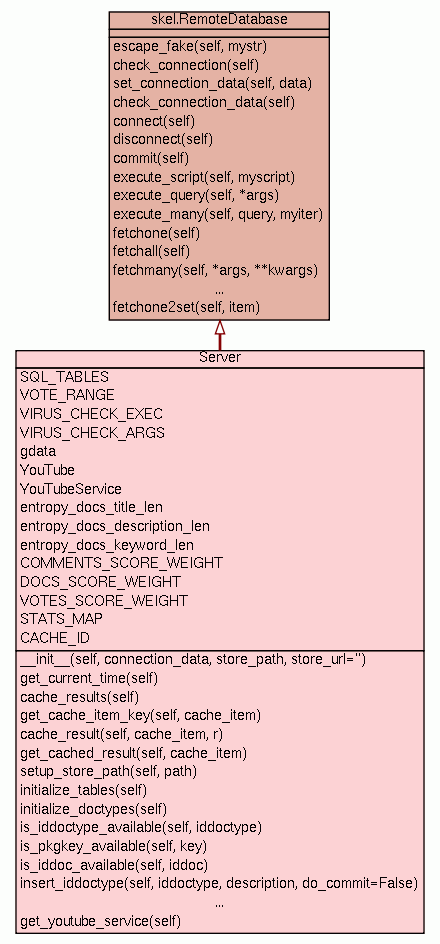 skel.RemoteDatabase
escape_fake(self, mystr)
check_connection(self)
set_connection_data(self, data)
check_connection_data(self)
connect(self)
disconnect(self)
commit(self)
execute_script(self, myscript)
execute_query(self, *args)
execute_many(self, query, myiter)
fetchone(self)
fetchall(self)
fetchmany(self, *args, **kwargs)
...
fetchone2set(self, item)
Server
SQL_TABLES
VOTE_RANGE
VIRUS_CHECK_EXEC
VIRUS_CHECK_ARGS
gdata
YouTube
YouTubeService
entropy_docs_title_len
entropy_docs_description_len
entropy_docs_keyword_len
COMMENTS_SCORE_WEIGHT
DOCS_SCORE_WEIGHT
VOTES_SCORE_WEIGHT
STATS_MAP
CACHE_ID
__init__(self, connection_data, store_path, store_url='')
get_current_time(self)
cache_results(self)
get_cache_item_key(self, cache_item)
cache_result(self, cache_item, r)
get_cached_result(self, cache_item)
setup_store_path(self, path)
initialize_tables(self)
initialize_doctypes(self)
is_iddoctype_available(self, iddoctype)
is_pkgkey_available(self, key)
is_iddoc_available(self, iddoc)
insert_iddoctype(self, iddoctype, description, do_commit=False)
...
get_youtube_service(self)